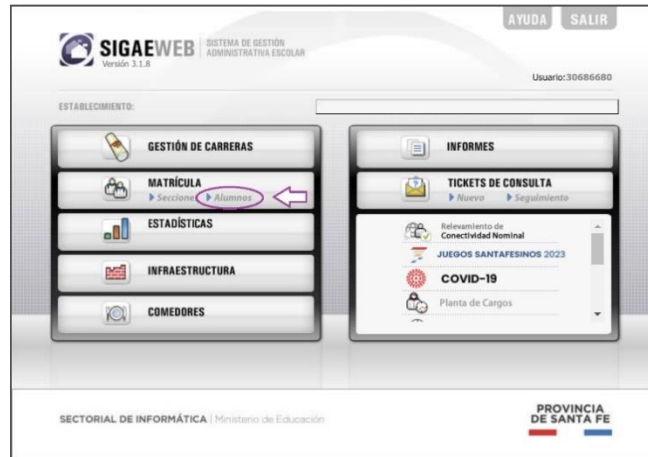 AYUDA SALIR
SIGAEWEB
SISTEMA DE GESTIÓN
ADMINISTRATIVA ESCOLAR
Versión 3.1.8
Usuario:30686680
ESTABLECIMIENTO:
GESTIÓN DE CARRERAS
MATRÍCULA
Secciones Alumnos
ESTADÍSTICAS
INFRAESTRUCTURA
COMEDORES
INFORMES
TICKETS DE CONSULTA
Nuevo Seguimiento
Relevamiento de
Conectividad Nominal
JUEGOS SANTAFESINOS 2023
COVID-19
Planta de Cargos
SECTORIAL DE INFORMÁTICA | Ministerio de Educación
PROVINCIA
DE SANTA FE